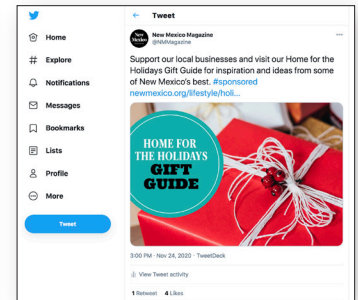 Home
Explore
Notifications
Messages
Bookmarks
Lists
Profile
More
Tweet
← Tweet
New Mexico
New Mexico Magazine
@NMMagazine
Support our local businesses and visit our Home for the
Holidays Gift Guide for inspiration and ideas from some
of New Mexico's best. #sponsored
newmexico.org/lifestyle/holi...
HOME FOR
THE HOLIDAYS
GIFT
GUIDE
3:00 PM · Nov 24, 2020 · TweetDeck
View Tweet activity
1 Retweet 4 Likes